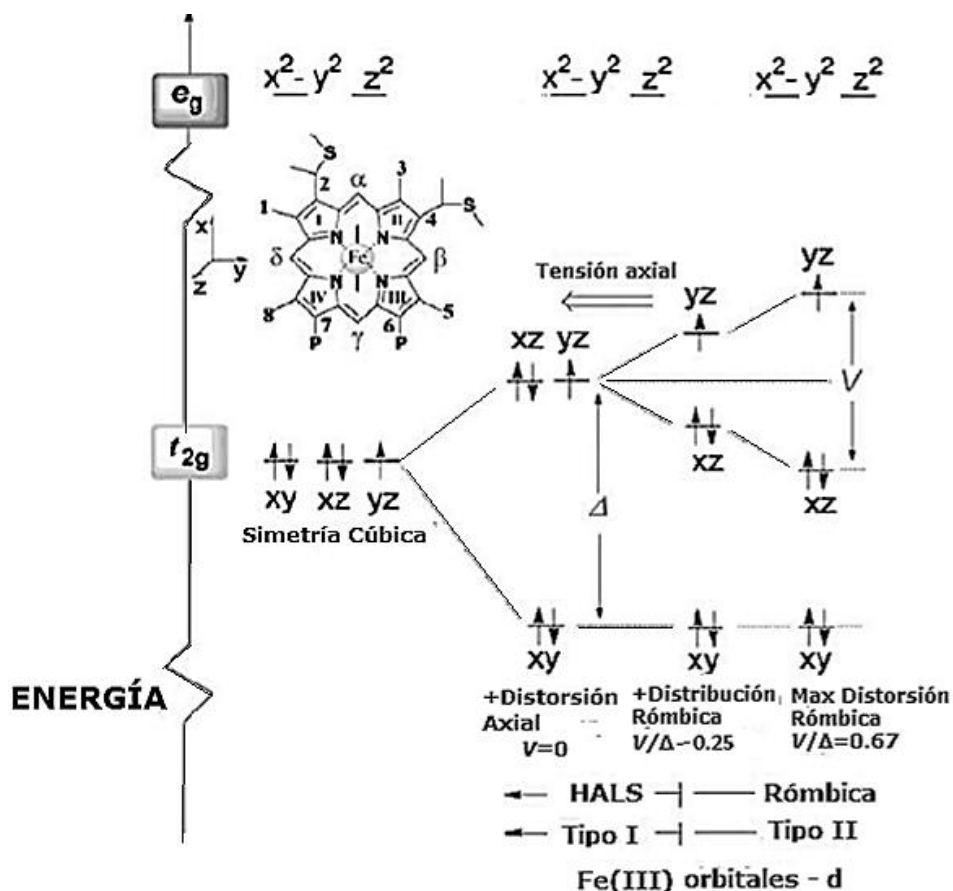 x²- y² z²
x²- y² z²
x²- y² z²
eg
S
2
α
3
1
I
II
4
S
N
N
x
δ
Fe
β
y
z
N
N
IV
III
8
7
6
5
P
γ
P
Tensión axial
yz
yz
xz yz
V
xz
xz
t2g
xy xz yz
Simetría Cúbica
Δ
xy
xy
xy
ENERGÍA
+Distorsión
Axial
V=0
+Distribución
Rómbica
V/Δ~0.25
Max Distorsión
Rómbica
V/Δ=0.67
HALS
Rómbica
Tipo I
Tipo II
Fe(III) orbitales - d